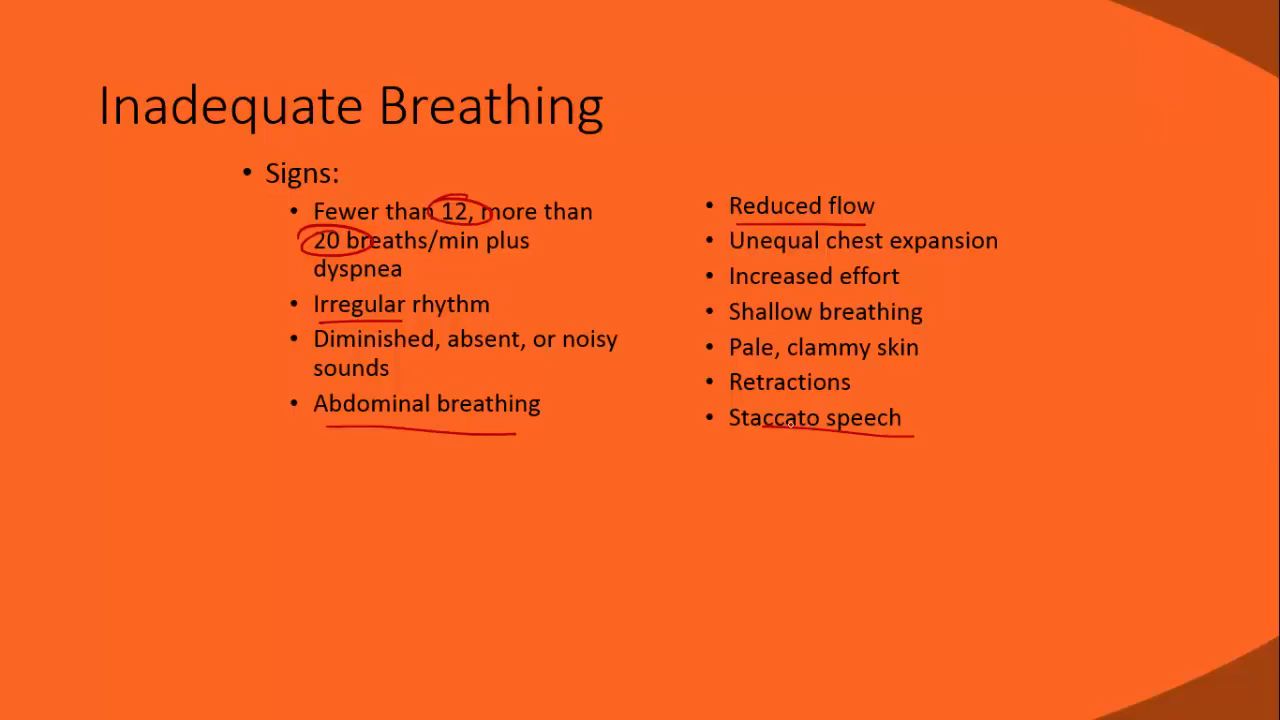 Inadequate Breathing
• Signs:
• Fewer than 12, more than
20 breaths/min plus
dyspnea
• Irregular rhythm
• Diminished, absent, or noisy
sounds
• Abdominal breathing
• Reduced flow
• Unequal chest expansion
• Increased effort
• Shallow breathing
• Pale, clammy skin
• Retractions
• Staccato speech